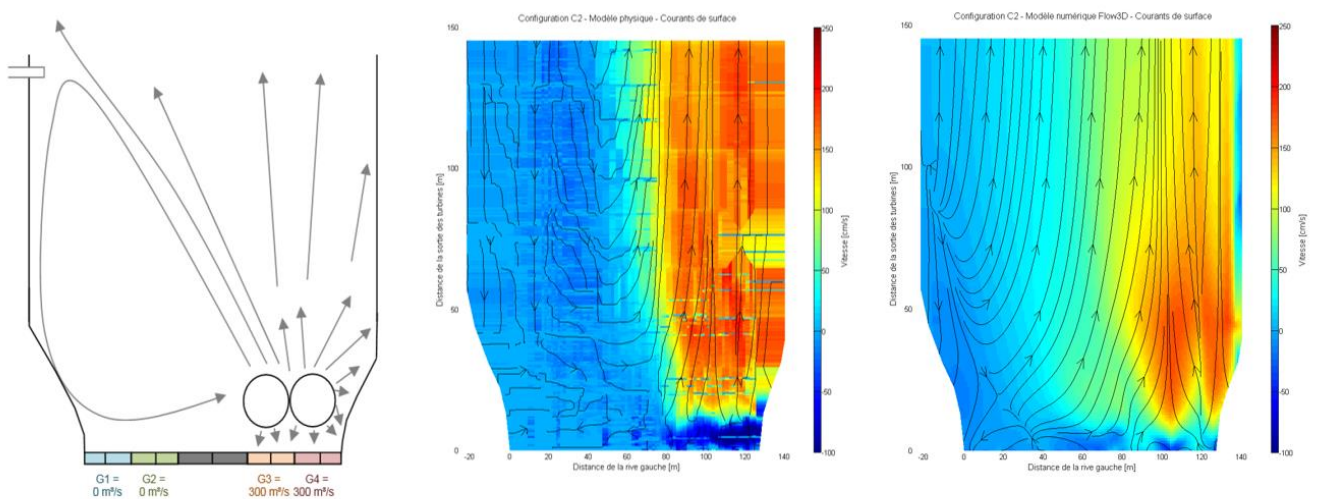 G1 =
0 m³/s
G2 =
0 m³/s
G3 =
300 m³/s
G4 =
300 m³/s
Configuration C2 - Modèle physique - Courants de surface
Distance de la sortie des turbines [m]
150
100
50
0
-20
0
20
40
60
80
100
120
140
Distance de la rive gauche [m]
250
200
150
100
50
0
-50
-100
Vitesse [cm/s]
Configuration C2 - Modèle numérique Flow3D - Courants de surface
Distance de la sortie des turbines [m]
150
100
50
0
-20
0
20
40
60
80
100
120
140
Distance de la rive gauche [m]
250
200
150
100
50
0
-50
-100
Vitesse [cm/s]